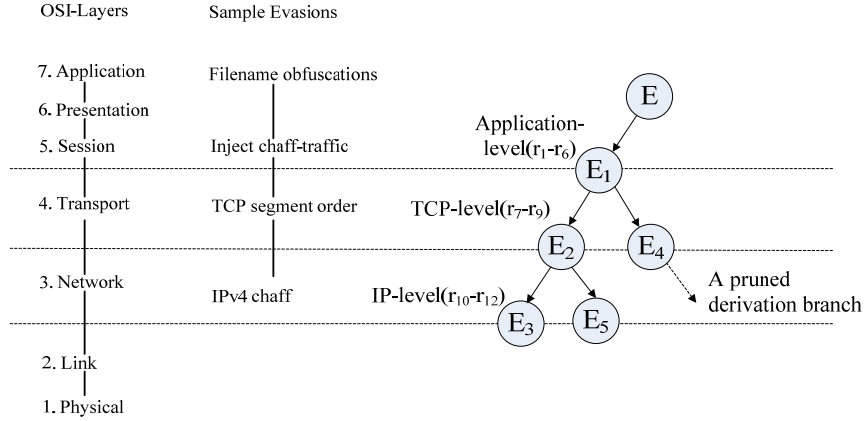 OSI-Layers
Sample Evasions
7. Application
Filename obfuscations
6. Presentation
5. Session
Inject chaff-traffic
4. Transport
TCP segment order
3. Network
IPv4 chaff
2. Link
1. Physical
E
Application-
level(r1-r6)
E1
TCP-level(r7-r9)
E2
E4
IP-level(r10-r12)
E3
E5
A pruned
derivation branch